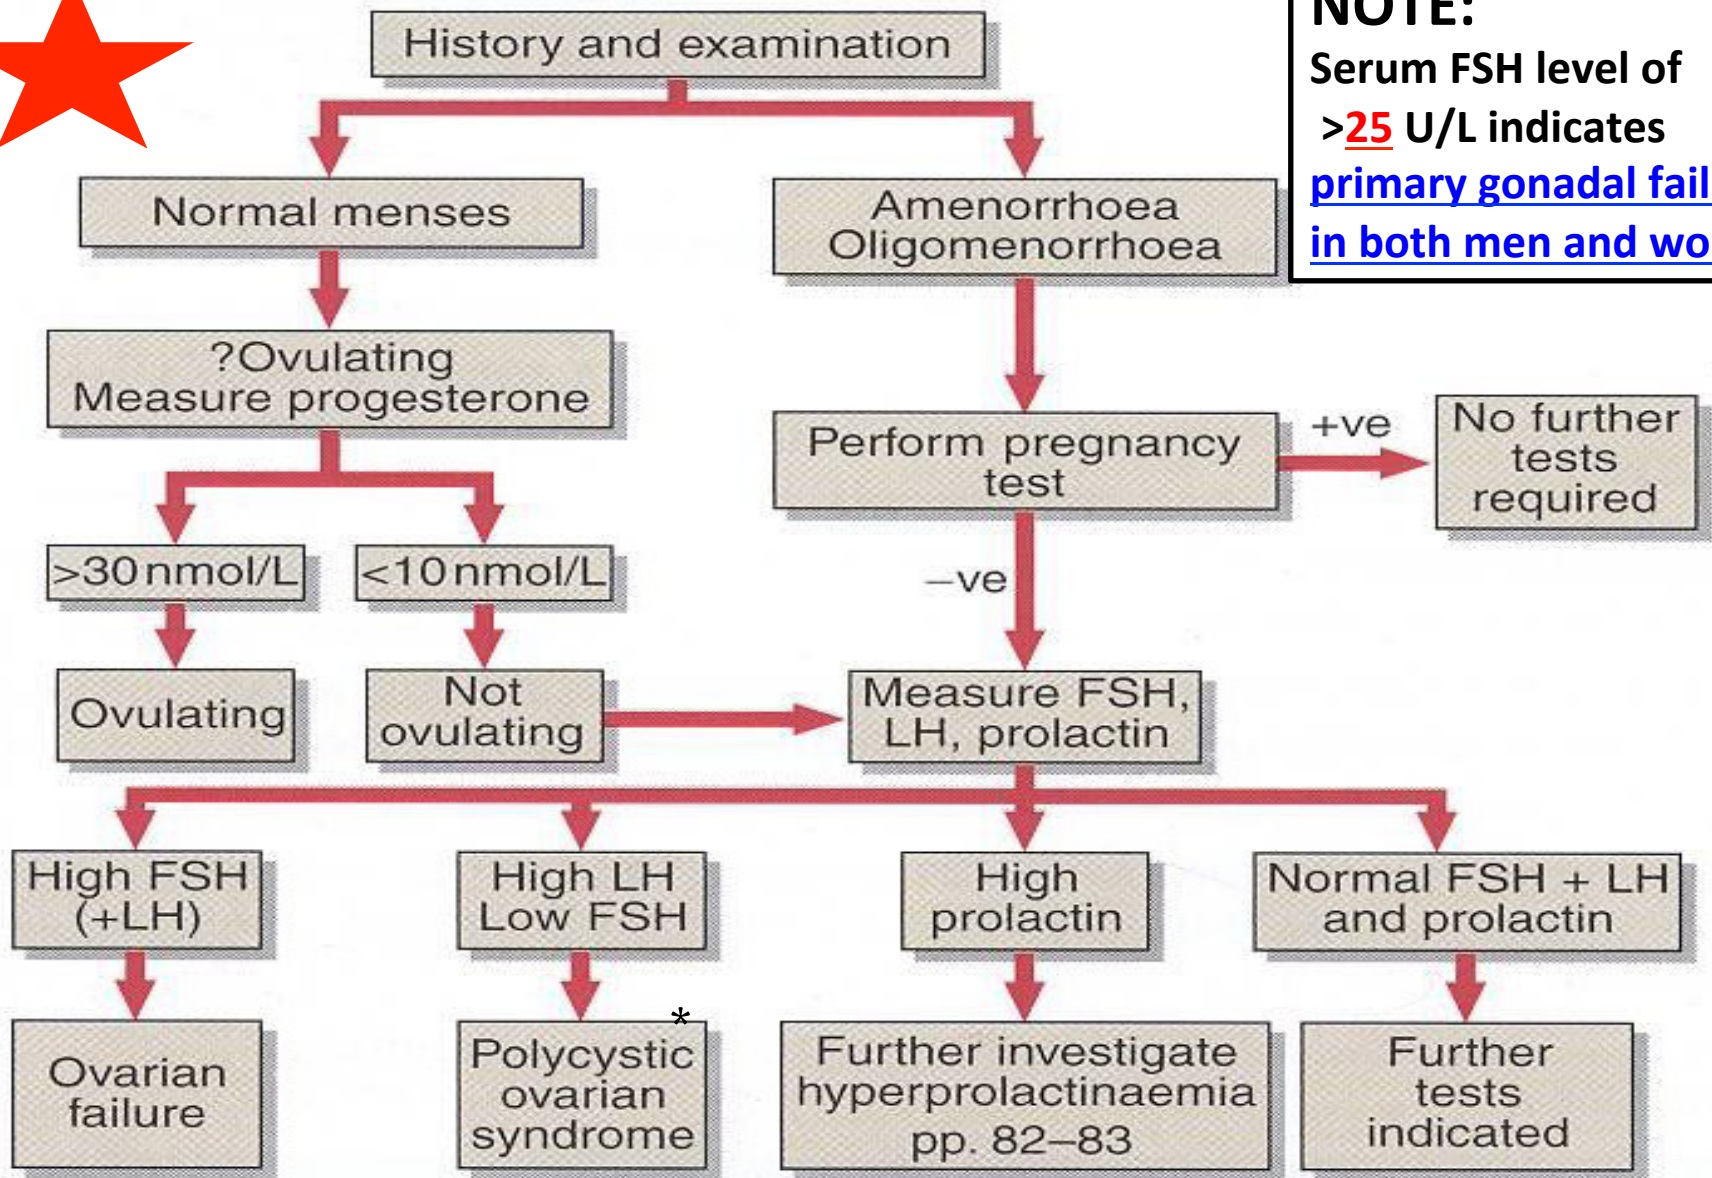 History and examination
NOTE:
Serum FSH level of
>25 U/L indicates
primary gonadal fail
in both men and wo
Normal menses
Amenorrhoea
Oligomenorrhoea
?Ovulating
Measure progesterone
Perform pregnancy
test
+ve
No further
tests
required
>30 nmol/L
<10 nmol/L
–ve
Ovulating
Not
ovulating
Measure FSH,
LH, prolactin
High FSH
(+LH)
High LH
Low FSH
High
prolactin
Normal FSH + LH
and prolactin
Ovarian
failure
*
Polycystic
ovarian
syndrome
Further investigate
hyperprolactinaemia
pp. 82–83
Further
tests
indicated